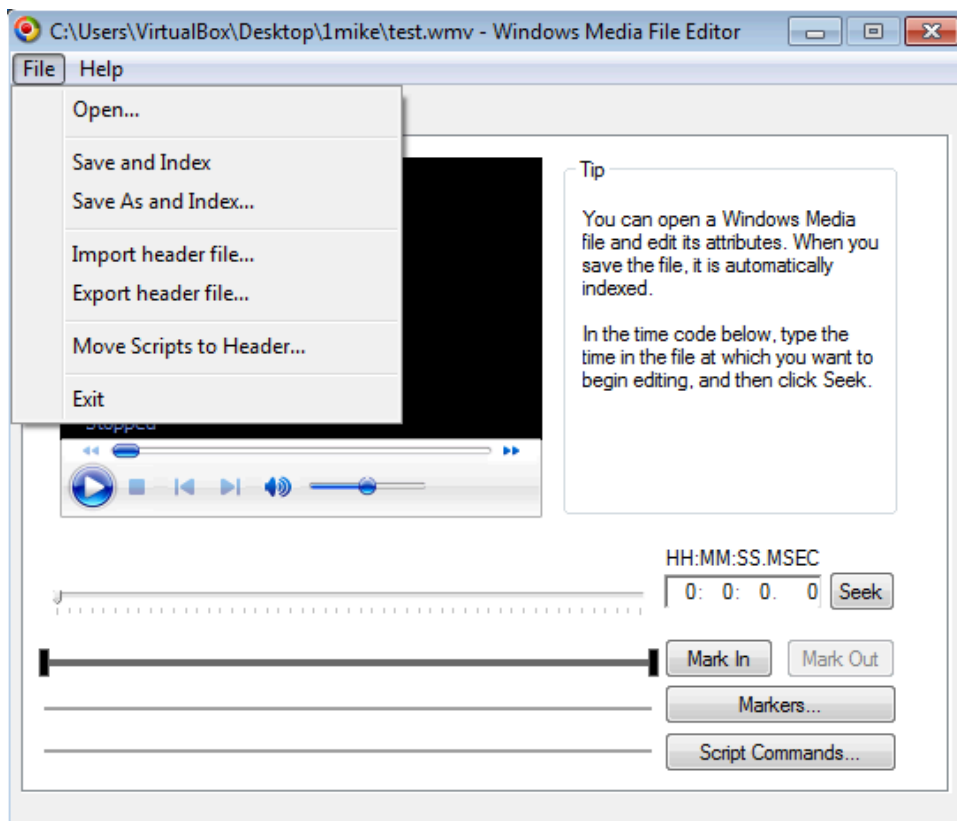 C:\Users\VirtualBox\Desktop\1mike\test.wmv - Windows Media File Editor
File Help
Open...
Save and Index
Save As and Index...
Import header file...
Export header file...
Move Scripts to Header...
Exit
Stopped
Tip
You can open a Windows Media
file and edit its attributes. When you
save the file, it is automatically
indexed.
In the time code below, type the
time in the file at which you want to
begin editing, and then click Seek.
HH:MM:SS.MSEC
0: 0: 0. 0 Seek
Mark In Mark Out
Markers...
Script Commands...